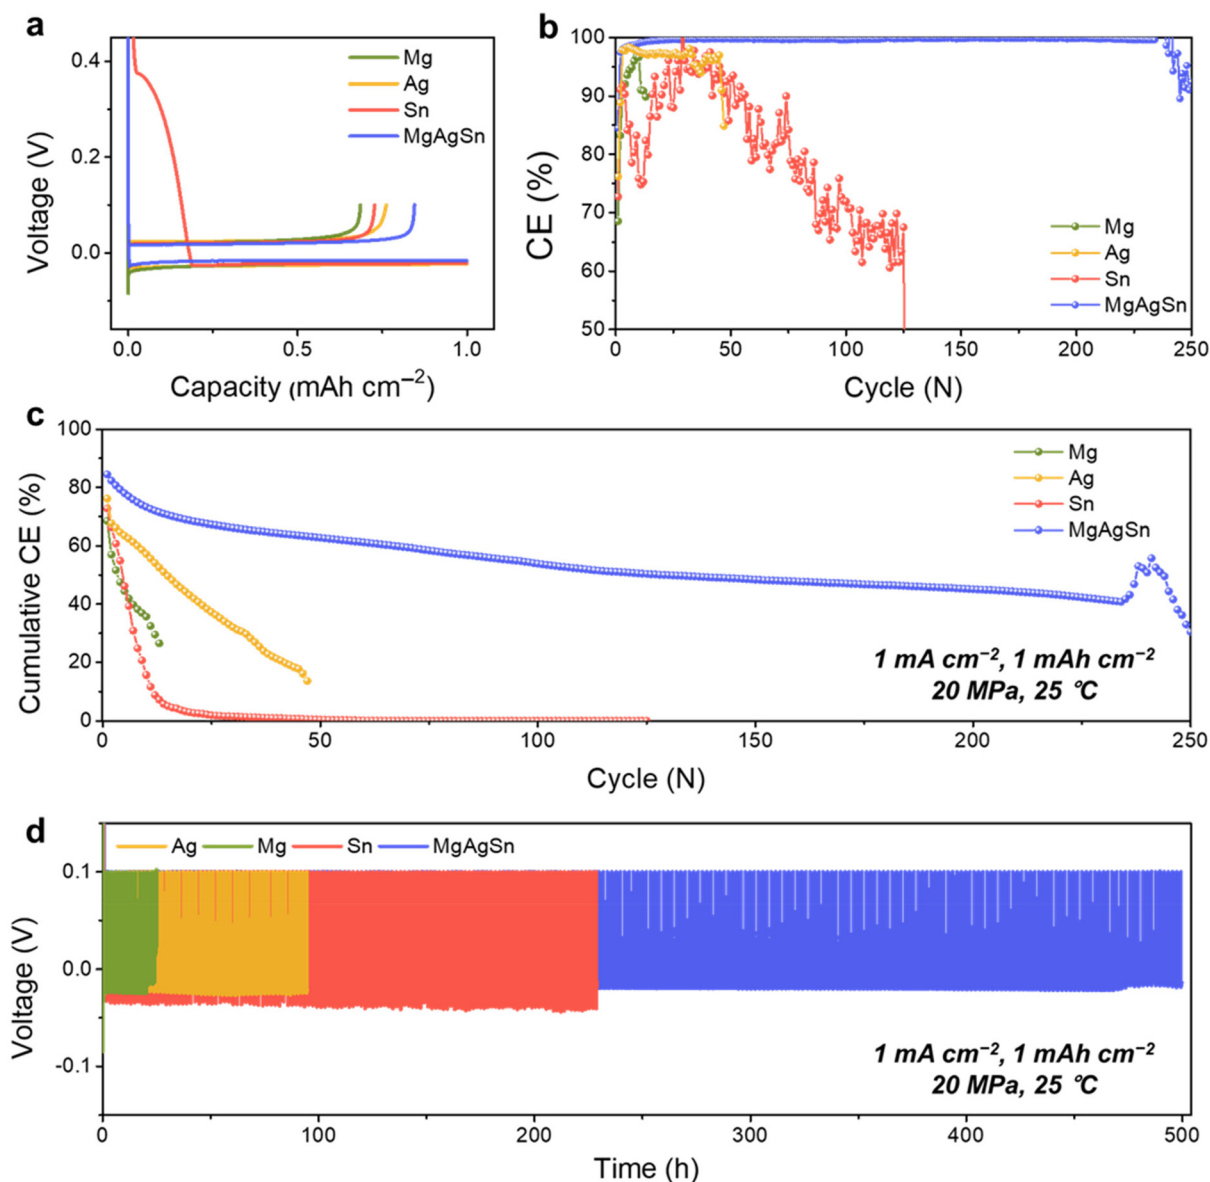 a
0.4
0.2
0.0
Voltage (V)
Mg
Ag
Sn
MgAgSn
0.0
0.5
1.0
Capacity (mAh cm⁻²)
b
100
90
80
70
60
50
CE (%)
Mg
Ag
Sn
MgAgSn
0
50
100
150
200
250
Cycle (N)
c
100
80
60
40
20
0
Cumulative CE (%)
Mg
Ag
Sn
MgAgSn
1 mA cm⁻², 1 mAh cm⁻²
20 MPa, 25 ℃
0
50
100
150
200
250
Cycle (N)
d
Ag
Mg
Sn
MgAgSn
0.1
0.0
-0.1
Voltage (V)
1 mA cm⁻², 1 mAh cm⁻²
20 MPa, 25 ℃
0
100
200
300
400
500
Time (h)